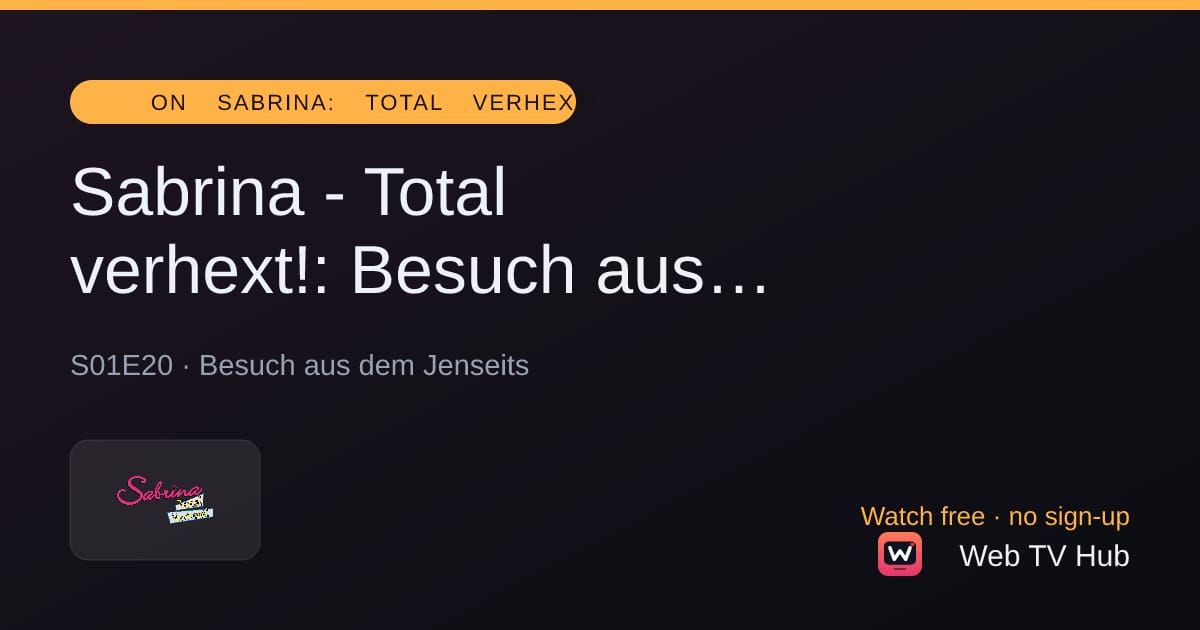 ON SABRINA: TOTAL VERHEX
Sabrina - Total
verhext!: Besuch aus…
S01E20 · Besuch aus dem Jenseits
Sabrina
Watch free · no sign-up
W
Web TV Hub